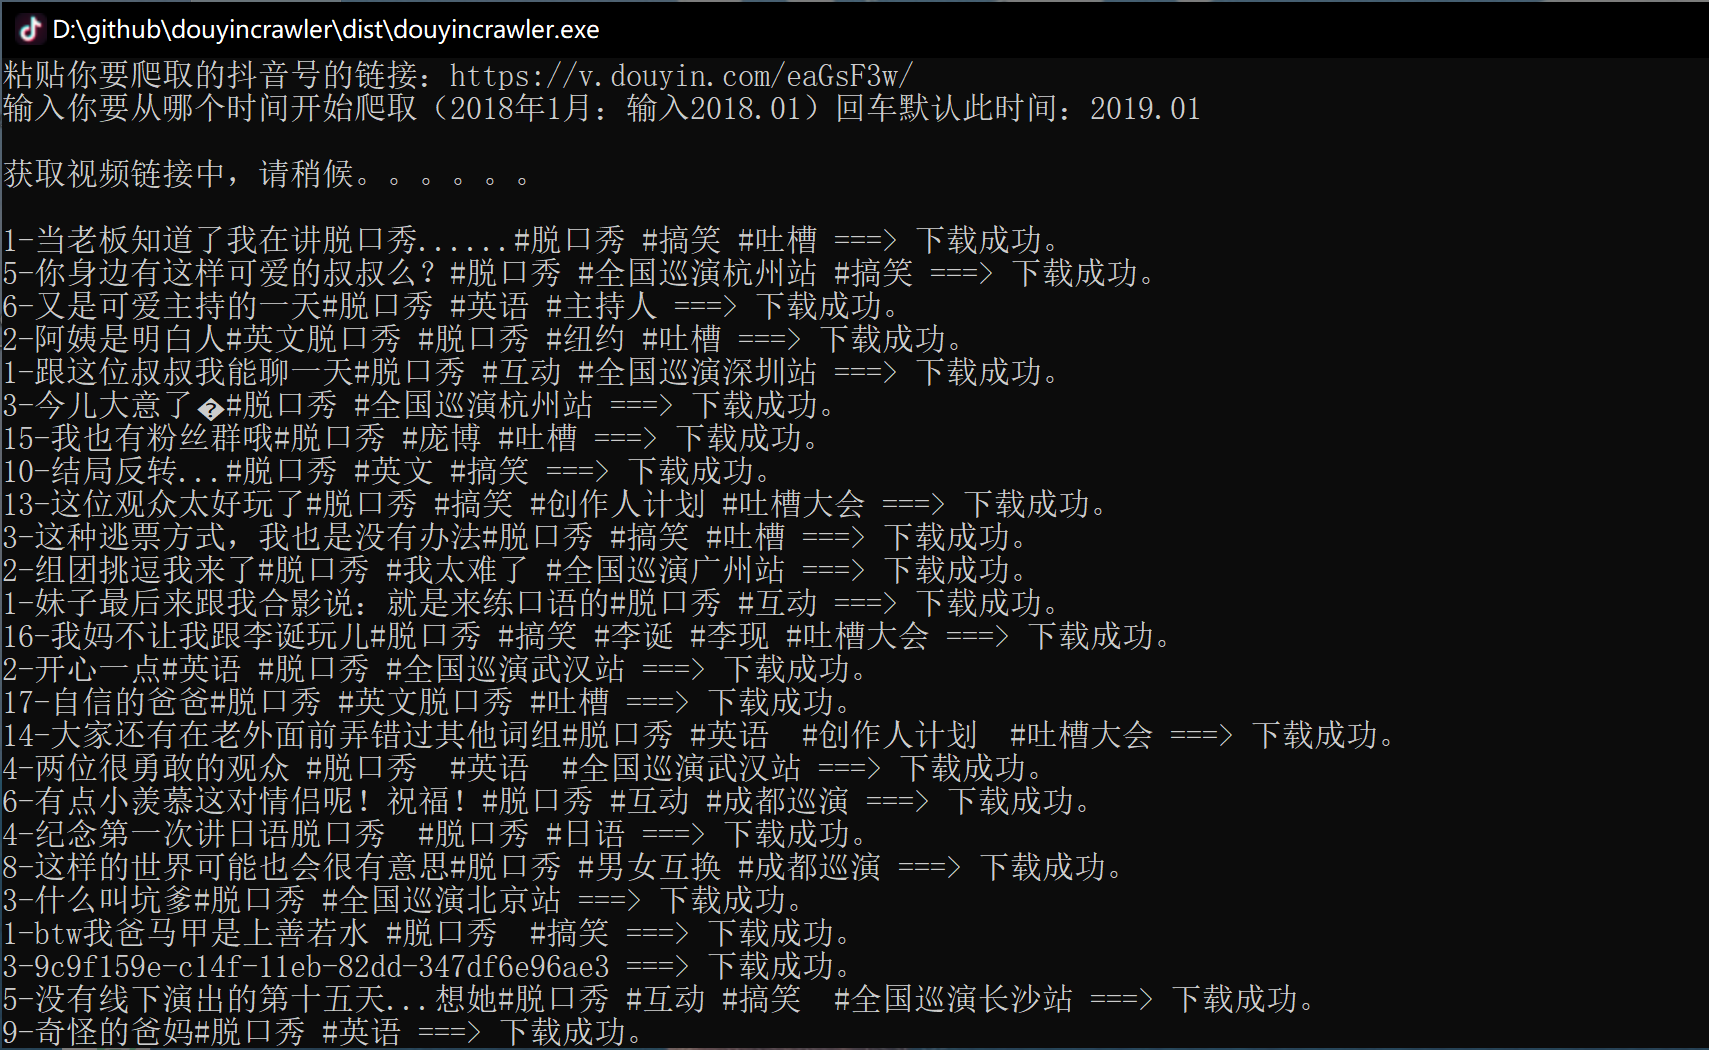 D:\github\douyincrawler\dist\douyincrawler.exe
粘贴你要爬取的抖音号的链接：https://v.douyin.com/eaGsF3w/
输入你要从哪个时间开始爬取（2018年1月：输入2018.01）回车默认此时间：2019.01
获取视频链接中，请稍候。。。。。。
1-当老板知道了我在讲脱口秀......#脱口秀 #搞笑 #吐槽 ===> 下载成功。
5-你身边有这样可爱的叔叔么？#脱口秀 #全国巡演杭州站 #搞笑 ===> 下载成功。
6-又是可爱主持的一天#脱口秀 #英语 #主持人 ===> 下载成功。
2-阿姨是明白人#英文脱口秀 #脱口秀 #纽约 #吐槽 ===> 下载成功。
1-跟这位叔叔我能聊一天#脱口秀 #互动 #全国巡演深圳站 ===> 下载成功。
3-今儿大意了�#脱口秀 #全国巡演杭州站 ===> 下载成功。
15-我也有粉丝群哦#脱口秀 #庞博 #吐槽 ===> 下载成功。
10-结局反转...#脱口秀 #英文 #搞笑 ===> 下载成功。
13-这位观众太好玩了#脱口秀 #搞笑 #创作人计划 #吐槽大会 ===> 下载成功。
3-这种逃票方式，我也是没有办法#脱口秀 #搞笑 #吐槽 ===> 下载成功。
2-组团挑逗我来了#脱口秀 #我太难了 #全国巡演广州站 ===> 下载成功。
1-妹子最后来跟我合影说：就是来练口语的#脱口秀 #互动 ===> 下载成功。
16-我妈不让我跟李诞玩儿#脱口秀 #搞笑 #李诞 #李现 #吐槽大会 ===> 下载成功。
2-开心一点#英语 #脱口秀 #全国巡演武汉站 ===> 下载成功。
17-自信的爸爸#脱口秀 #英文脱口秀 #吐槽 ===> 下载成功。
14-大家还有在老外面前弄错过其他词组#脱口秀 #英语  #创作人计划  #吐槽大会 ===> 下载成功。
4-两位很勇敢的观众 #脱口秀  #英语  #全国巡演武汉站 ===> 下载成功。
6-有点小羡慕这对情侣呢！祝福！#脱口秀 #互动 #成都巡演 ===> 下载成功。
4-纪念第一次讲日语脱口秀  #脱口秀 #日语 ===> 下载成功。
8-这样的世界可能也会很有意思#脱口秀 #男女互换 #成都巡演 ===> 下载成功。
3-什么叫坑爹#脱口秀 #全国巡演北京站 ===> 下载成功。
1-btw我爸马甲是上善若水 #脱口秀  #搞笑 ===> 下载成功。
3-9c9f159e-c14f-11eb-82dd-347df6e96ae3 ===> 下载成功。
5-没有线下演出的第十五天...想她#脱口秀 #互动 #搞笑  #全国巡演长沙站 ===> 下载成功。
9-奇怪的爸妈#脱口秀 #英语 ===> 下载成功。